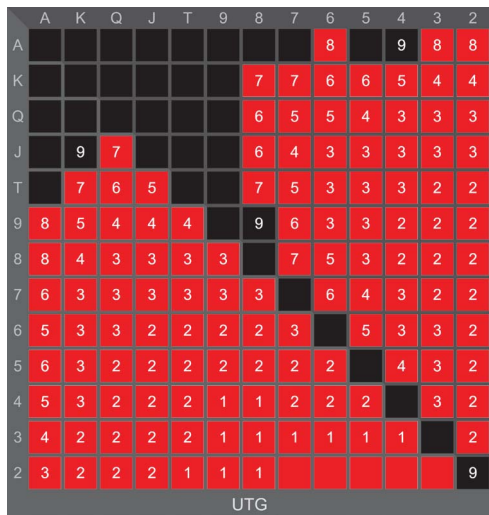 A K Q J T 9 8 7 6 5 4 3 2
A 8 9 8 8
K 7 7 6 6 5 4 4
Q 6 5 5 4 3 3 3
J 9 7 6 4 3 3 3 3 3
T 7 6 5 7 5 3 3 3 2 2
9 8 5 4 4 4 9 6 3 3 2 2 2
8 8 4 3 3 3 3 7 5 3 2 2 2
7 6 3 3 3 3 3 3 6 4 3 2 2
6 5 3 3 2 2 2 2 3 5 3 3 2
5 6 3 2 2 2 2 2 2 2 4 3 2
4 5 3 2 2 2 1 1 2 2 2 3 2
3 4 2 2 2 2 1 1 1 1 1 1 2
2 3 2 2 2 1 1 1 9
UTG